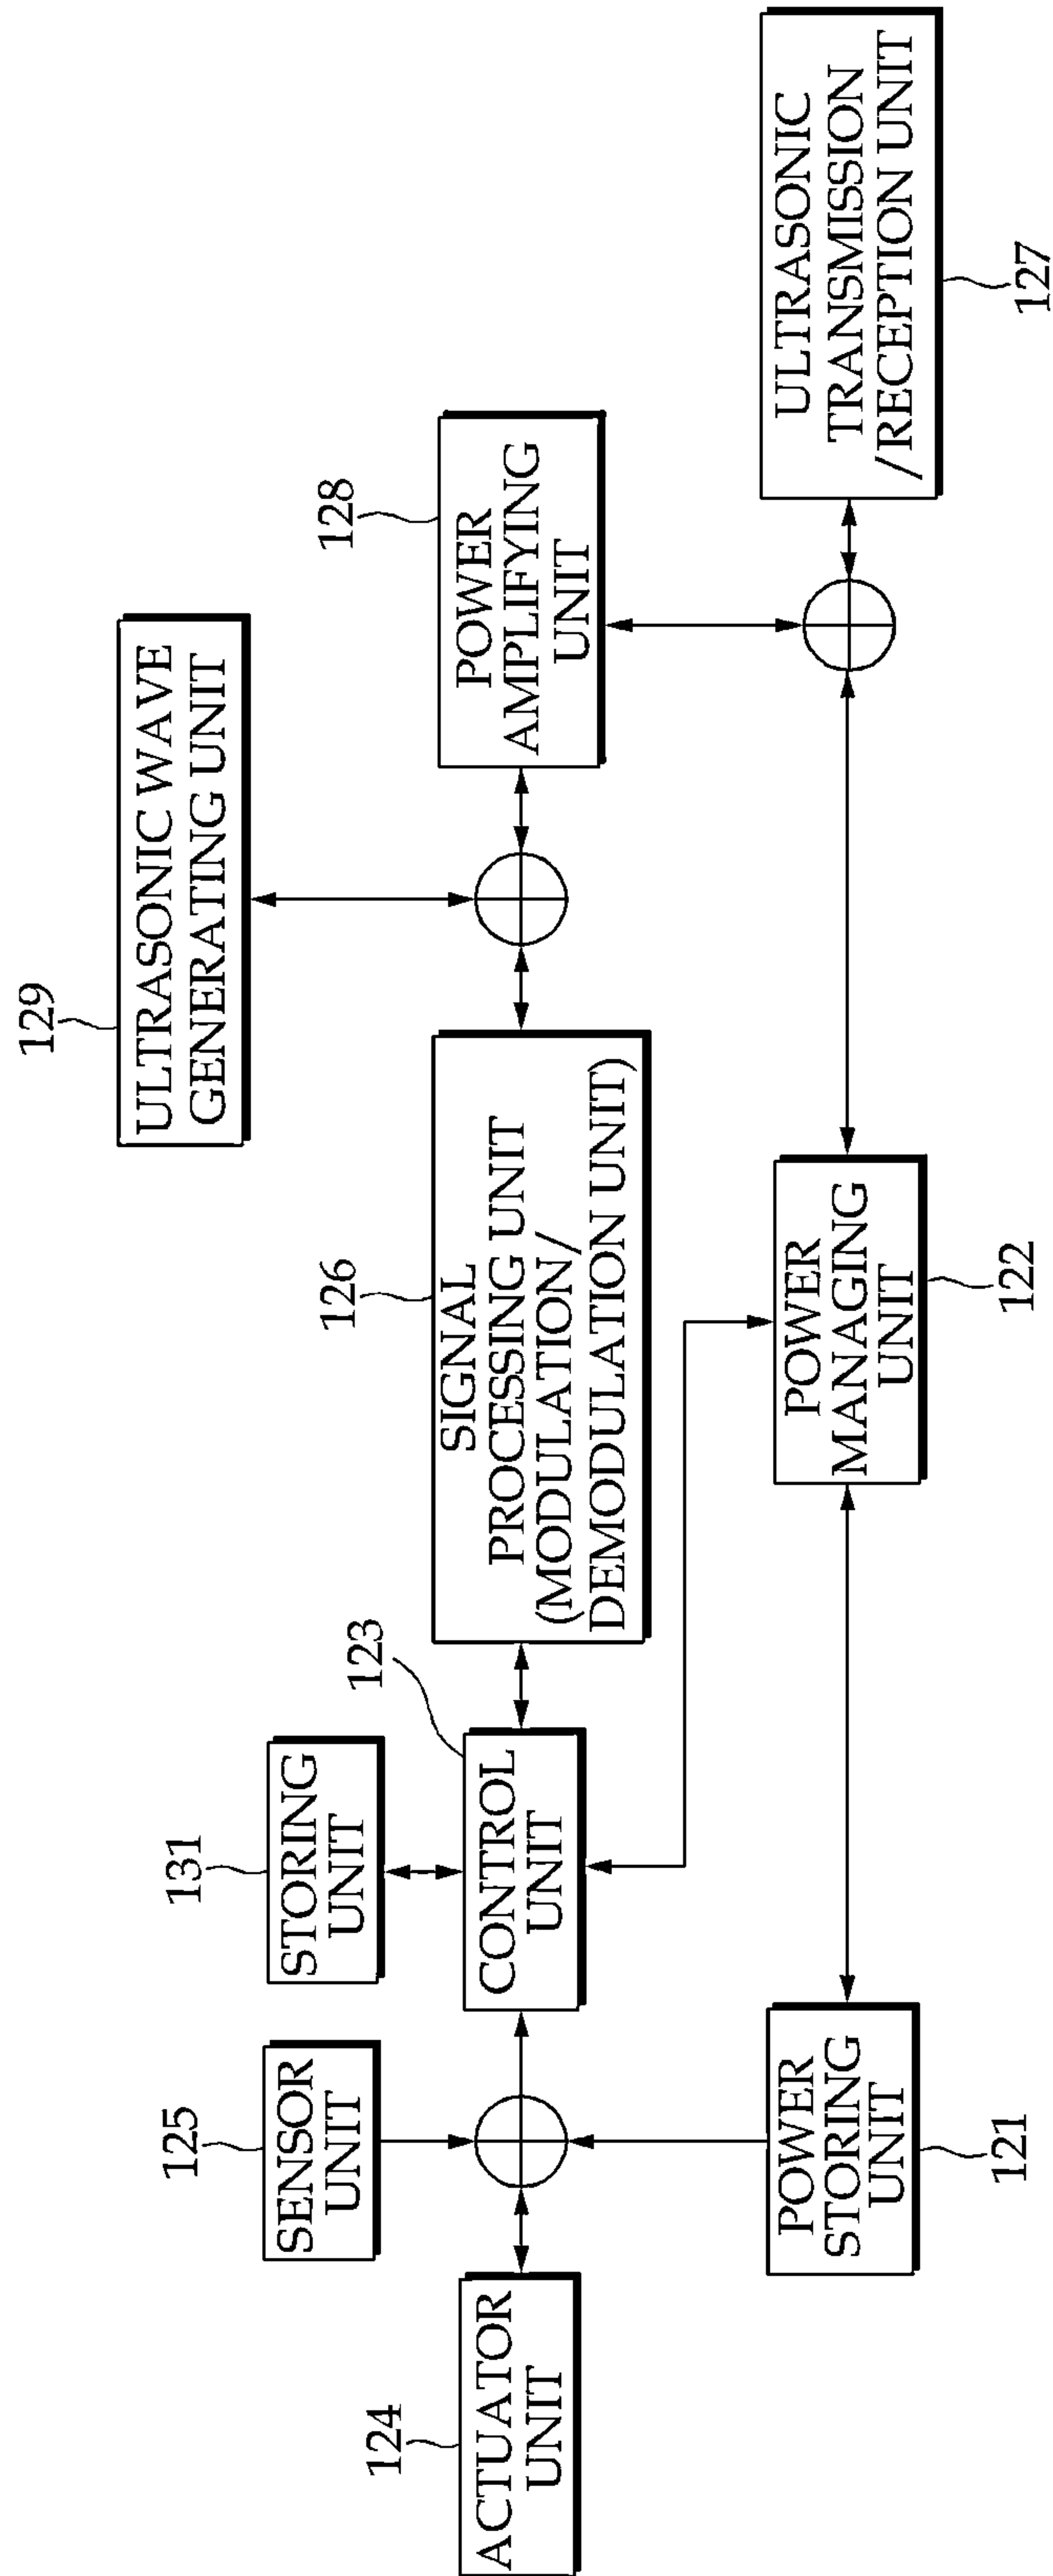 129
ULTRASONIC WAVE
GENERATING UNIT
125
SENSOR
UNIT
131
STORING
UNIT
128
POWER
AMPLIFYING
UNIT
124
ACTUATOR
UNIT
123
CONTROL
UNIT
126
SIGNAL
PROCESSING UNIT
(MODULATION/
DEMODULATION UNIT)
POWER
STORING
UNIT
121
POWER
MANAGING
UNIT
122
ULTRASONIC
TRANSMISSION
/RECEPTION UNIT
127